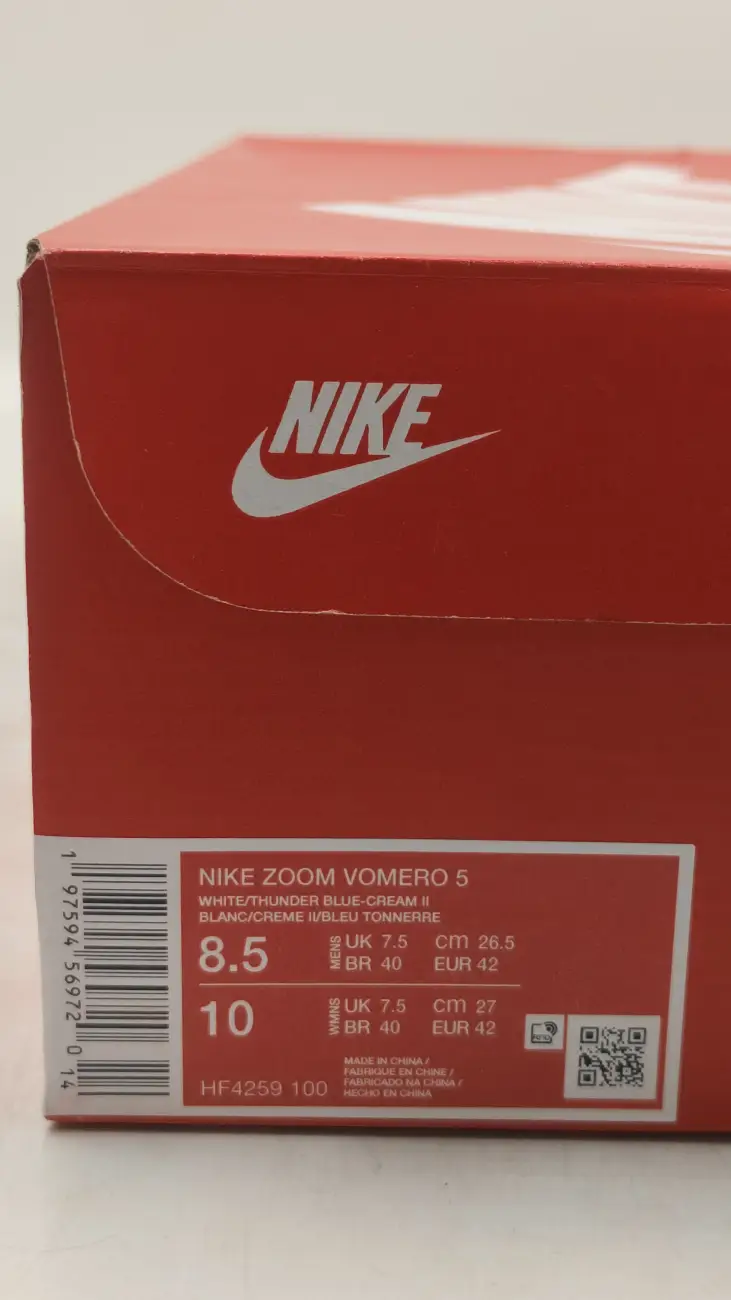 NIKE
NIKE ZOOM VOMERO 5
WHITE/THUNDER BLUE-CREAM II
BLANC/CREME II/BLEU TONNERRE
8.5 MENS UK 7.5 cm 26.5
BR 40 EUR 42
10 WMNS UK 7.5 cm 27
BR 40 EUR 42
HF4259 100
MADE IN CHINA /
FABRIQUE EN CHINE /
FABRICADO NA CHINA /
HECHO EN CHINA
1 97594 56972 0 14